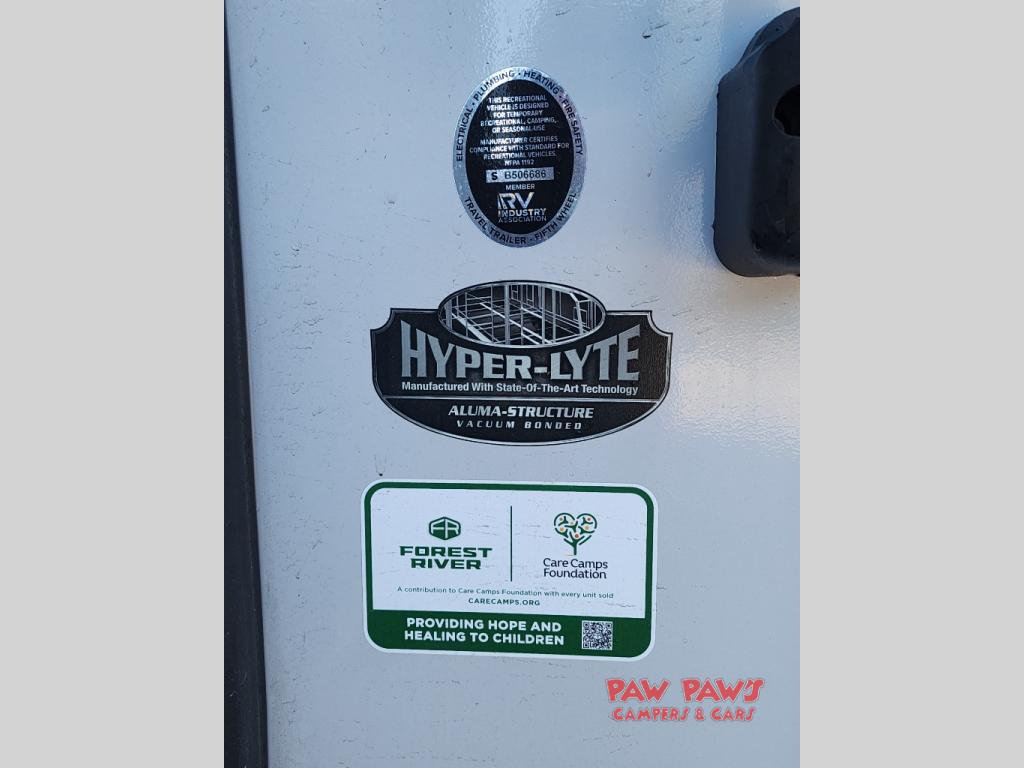 ELECTRICAL · PLUMBING · HEATING · FIRE SAFETY
THIS RECREATIONAL
VEHICLE IS DESIGNED
FOR TEMPORARY
RECREATIONAL, CAMPING,
OR SEASONAL USE
MANUFACTURER CERTIFIES
COMPLIANCE WITH STANDARD FOR
RECREATIONAL VEHICLES,
NFPA 1192
S B506686
MEMBER
RV
INDUSTRY
ASSOCIATION
TRAVEL TRAILER - FIFTH WHEEL
HYPER-LYTE
Manufactured With State-Of-The-Art Technology
ALUMA-STRUCTURE
VACUUM BONDED
FR
FOREST
RIVER
Care Camps
Foundation
A contribution to Care Camps Foundation with every unit sold
CARECAMPS.ORG
PROVIDING HOPE AND
HEALING TO CHILDREN
PAW PAW'S
CAMPERS & CARS